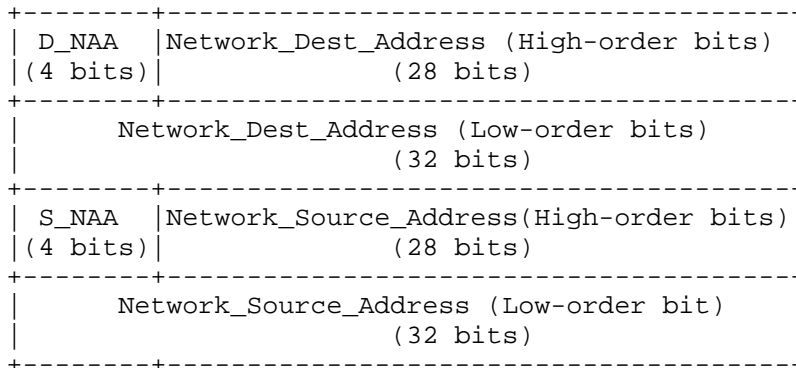 +--------+----------------------------------------
| D_NAA  |Network_Dest_Address (High-order bits)
|(4 bits)|              (28 bits)
+--------+----------------------------------------
|      Network_Dest_Address (Low-order bits)
|                       (32 bits)
+--------+----------------------------------------
| S_NAA  |Network_Source_Address(High-order bits)
|(4 bits)|              (28 bits)
+--------+----------------------------------------
|      Network_Source_Address (Low-order bit)
|                       (32 bits)
+--------+----------------------------------------